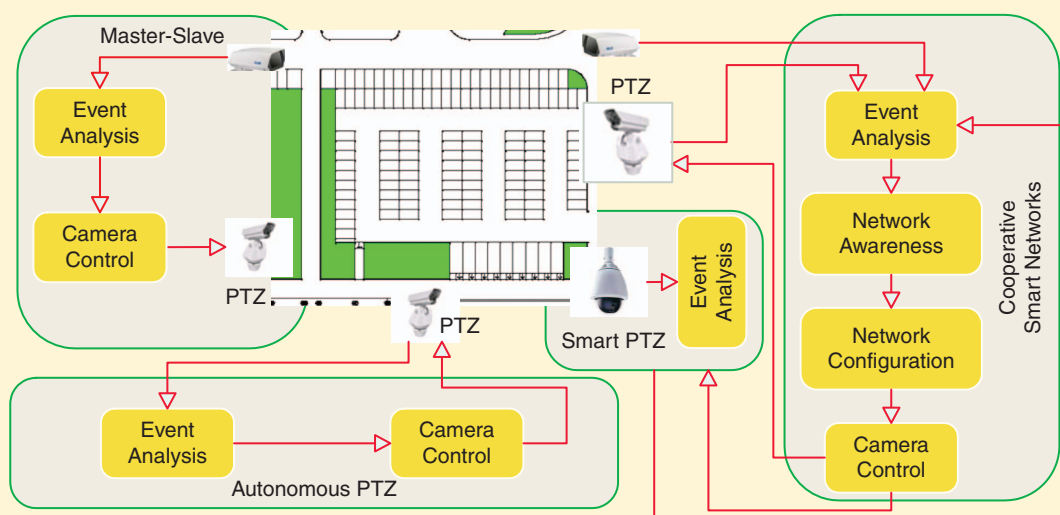 Master-Slave
Event
Analysis
Camera
Control
PTZ
PTZ
Event
Analysis
Camera
Control
Autonomous PTZ
PTZ
Event
Analysis
Smart PTZ
Event
Analysis
Network
Awareness
Network
Configuration
Camera
Control
Cooperative
Smart Networks